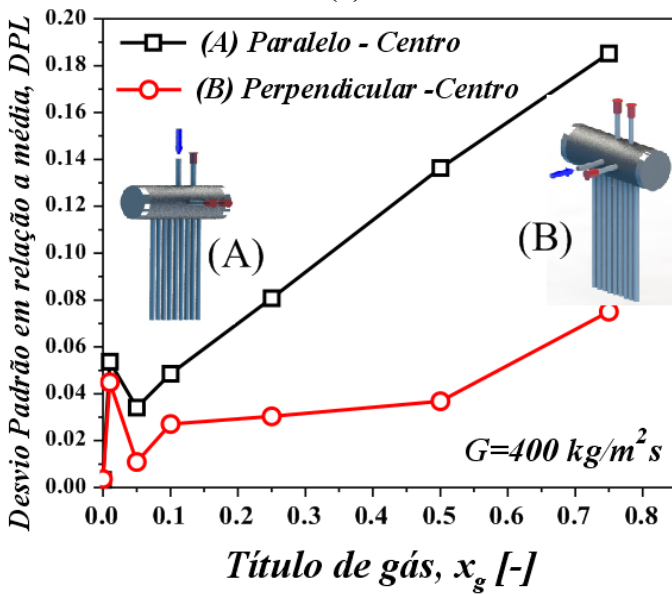 (A) Paralelo - Centro
(B) Perpendicular -Centro
(A)
(B)
G=400 kg/m²s
Desvio Padrão em relação a média, DPL
0.20
0.18
0.16
0.14
0.12
0.10
0.08
0.06
0.04
0.02
0.00
0.0 0.1 0.2 0.3 0.4 0.5 0.6 0.7 0.8
Título de gás, x_g [-]